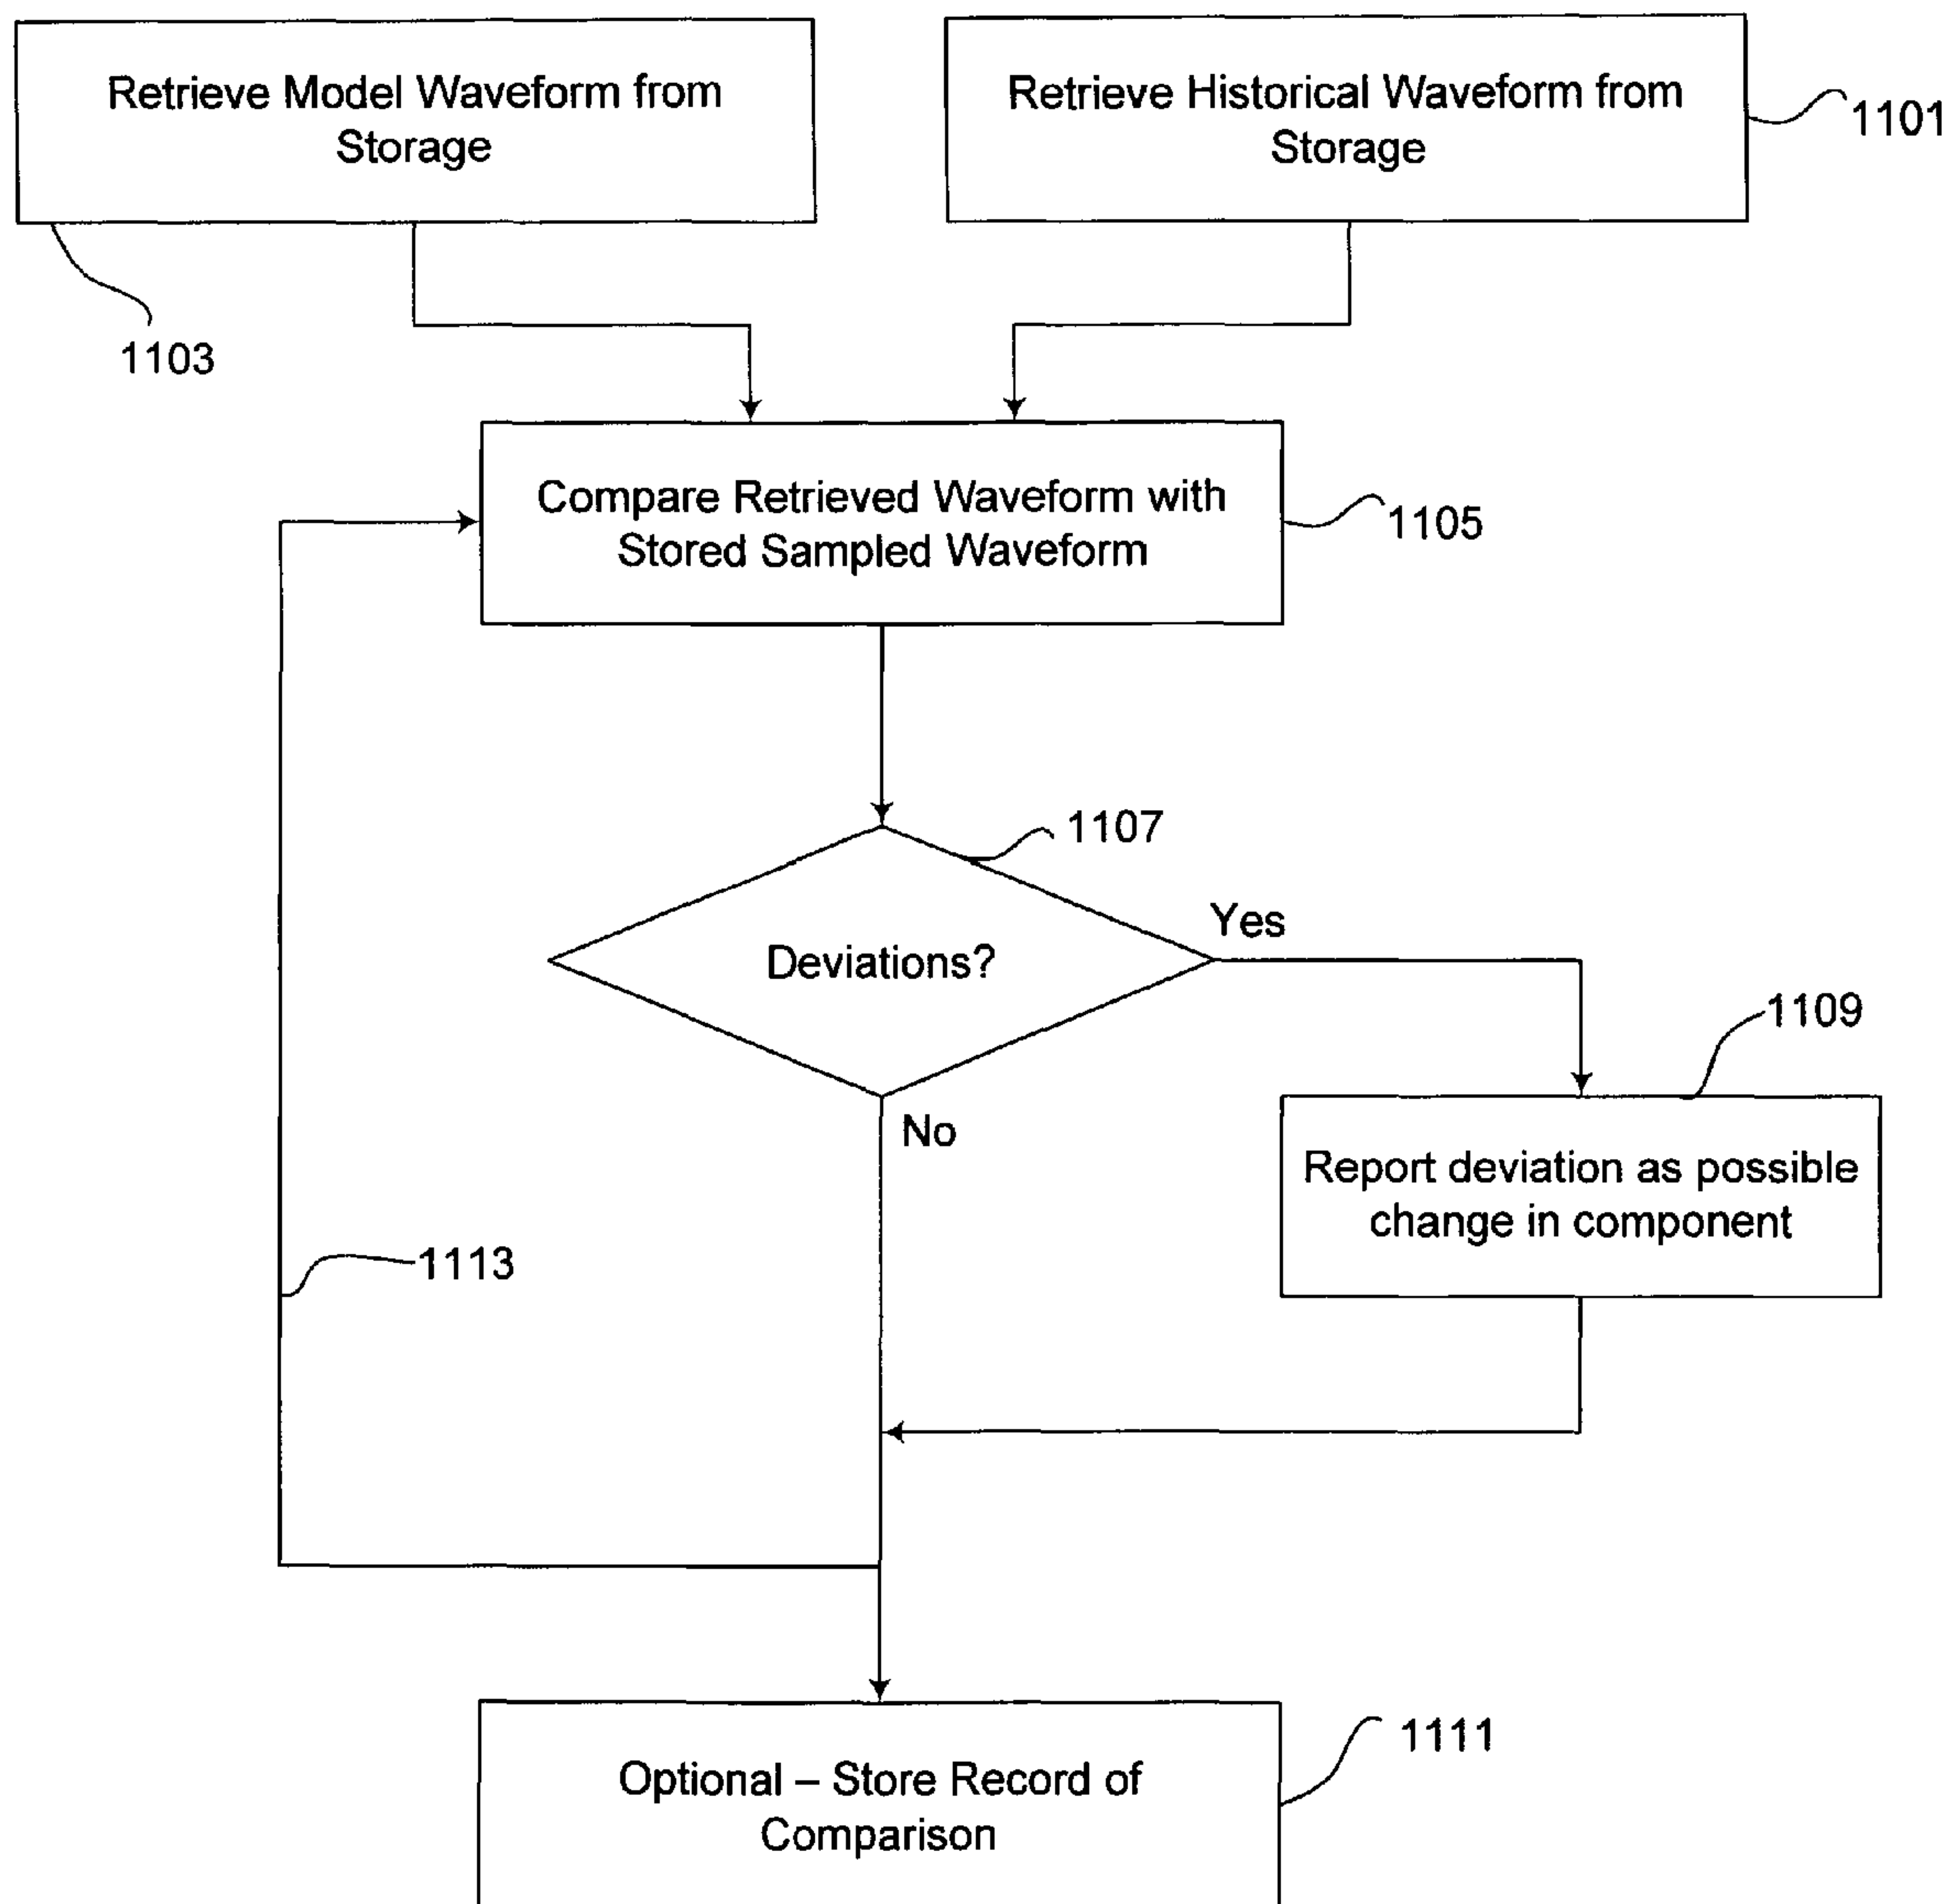 Retrieve Model Waveform from
Storage
Retrieve Historical Waveform from
Storage
1101
1103
Compare Retrieved Waveform with
Stored Sampled Waveform
1105
1107
Deviations?
Yes
No
1109
Report deviation as possible
change in component
1113
Optional – Store Record of
Comparison
1111